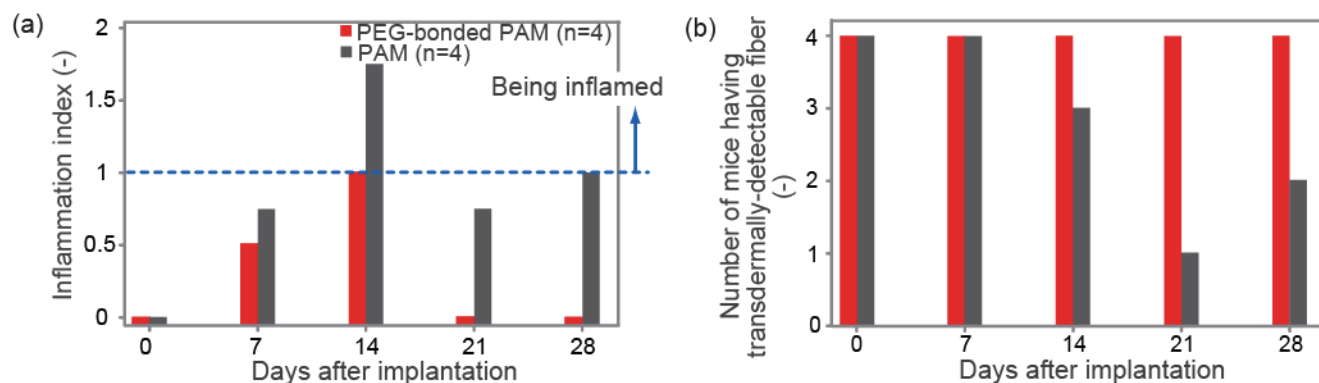 (a)
Inflammation index (-)
2
1.5
1
0.5
0
PEG-bonded PAM (n=4)
PAM (n=4)
Being inflamed
0 7 14 21 28
Days after implantation
(b)
Number of mice having
transdermally-detectable fiber
(-)
4
3
2
1
0
0 7 14 21 28
Days after implantation